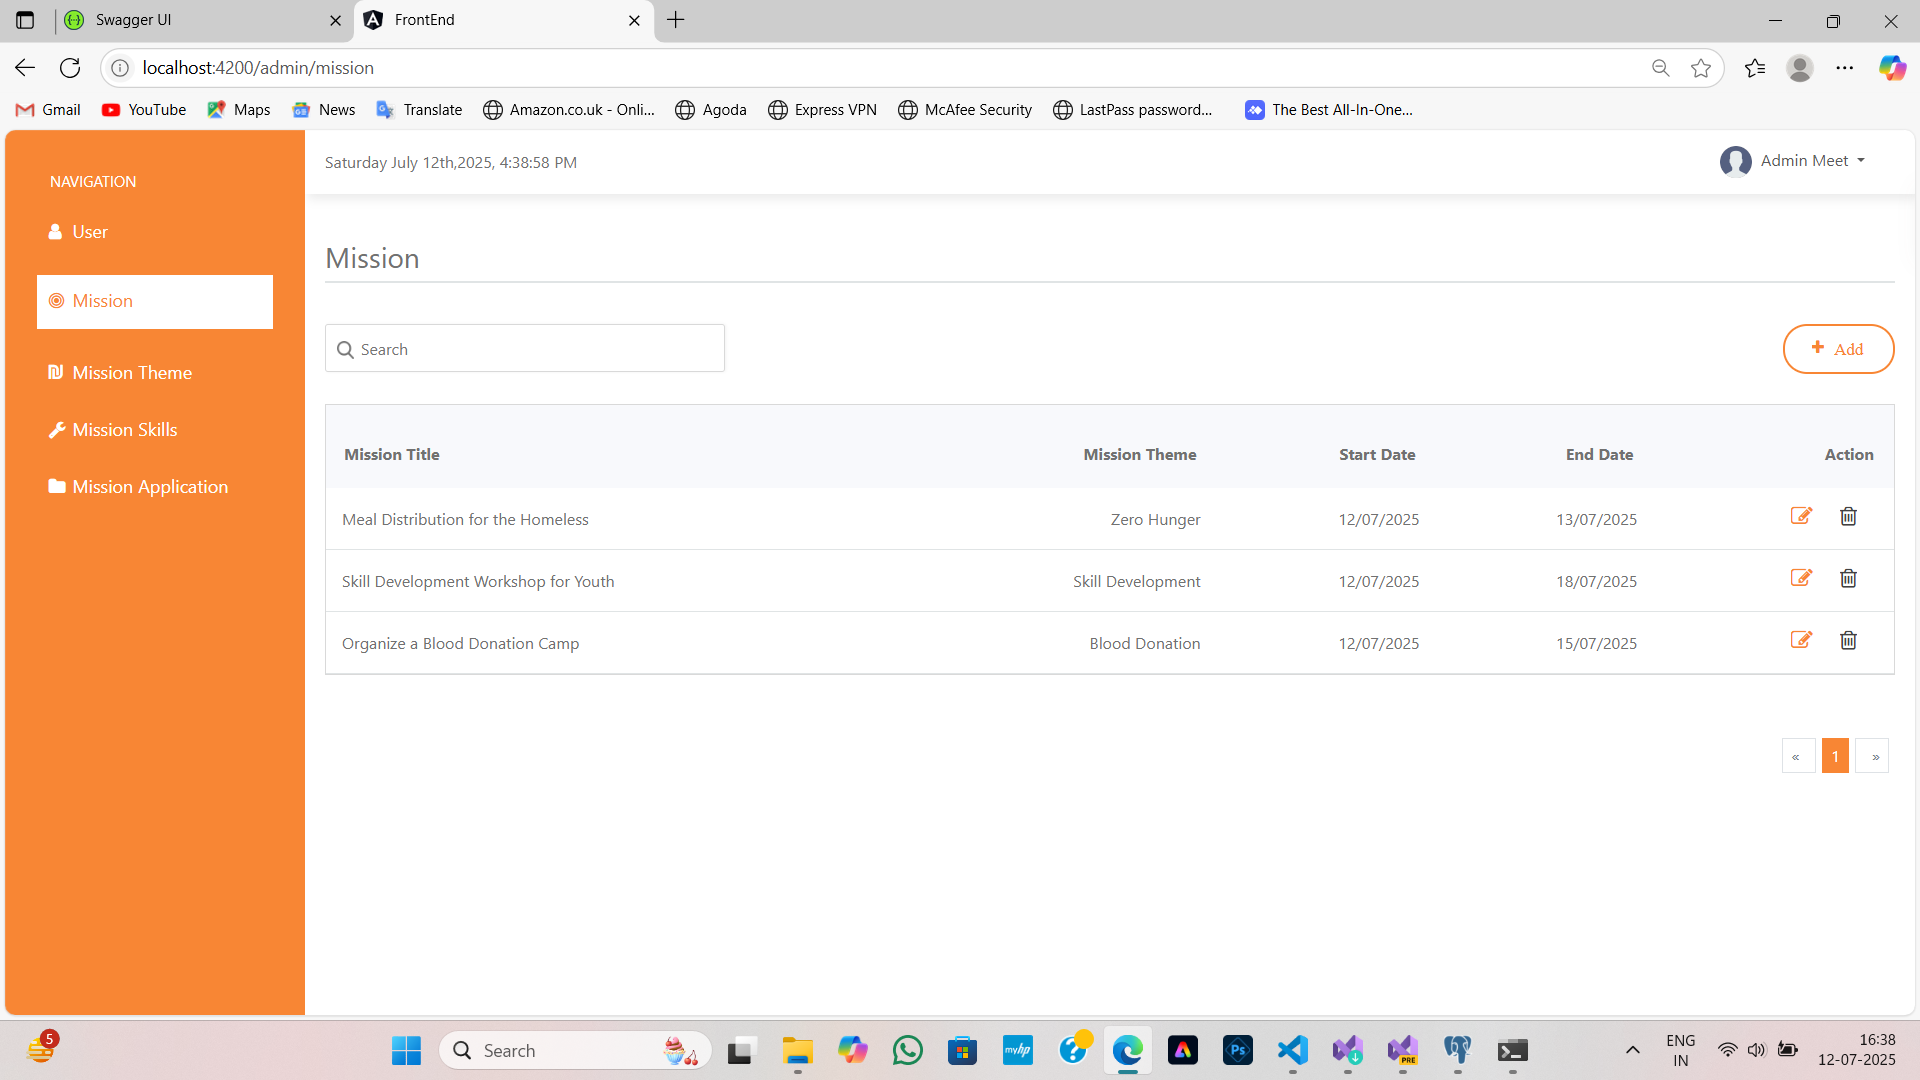 Swagger UI
FrontEnd
localhost:4200/admin/mission
Gmail YouTube Maps News Translate Amazon.co.uk - Onli... Agoda Express VPN McAfee Security LastPass password... The Best All-In-One...
NAVIGATION
User
Mission
Mission Theme
Mission Skills
Mission Application
Saturday July 12th,2025, 4:38:58 PM
Admin Meet
Mission
Search
+ Add
Mission Title Mission Theme Start Date End Date Action
Meal Distribution for the Homeless Zero Hunger 12/07/2025 13/07/2025
Skill Development Workshop for Youth Skill Development 12/07/2025 18/07/2025
Organize a Blood Donation Camp Blood Donation 12/07/2025 15/07/2025
« 1 »
5
Search
myhp
?
Ps
PRE
ENG
IN
16:38
12-07-2025